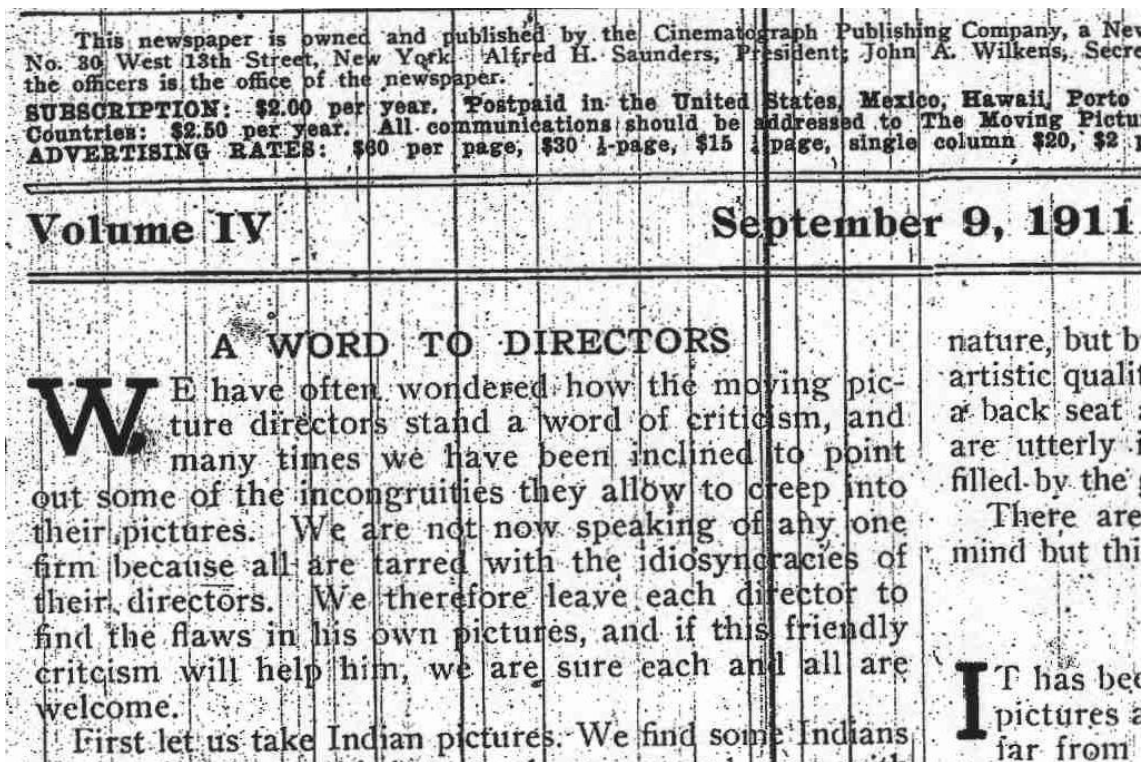 This newspaper is owned and published by the Cinematograph Publishing Company, a New
No. 30 West 13th Street, New York. Alfred H. Saunders, President; John A. Wilkens, Secre
the officers is the office of the newspaper.
SUBSCRIPTION: $2.00 per year. Postpaid in the United States, Mexico, Hawaii, Porto
Countries: $2.50 per year. All communications should be addressed to The Moving Pictu
ADVERTISING RATES: $60 per page, $30 ½-page, $15 page, single column $20, $2 p
Volume IV September 9, 1911
A WORD TO DIRECTORS
WE have often wondered how the moving pic-
ture directors stand a word of criticism, and
many times we have been inclined to point
out some of the incongruities they allow to creep into
their pictures. We are not now speaking of any one
firm because all are tarred with the idiosyncracies of
their directors. We therefore leave each director to
find the flaws in his own pictures, and if this friendly
critcism will help him, we are sure each and all are
welcome.
First let us take Indian pictures. We find some Indians
nature, but b
artistic qualit
a back seat
are utterly
filled by the
There are
mind but thi
IT has bee
pictures a
far from